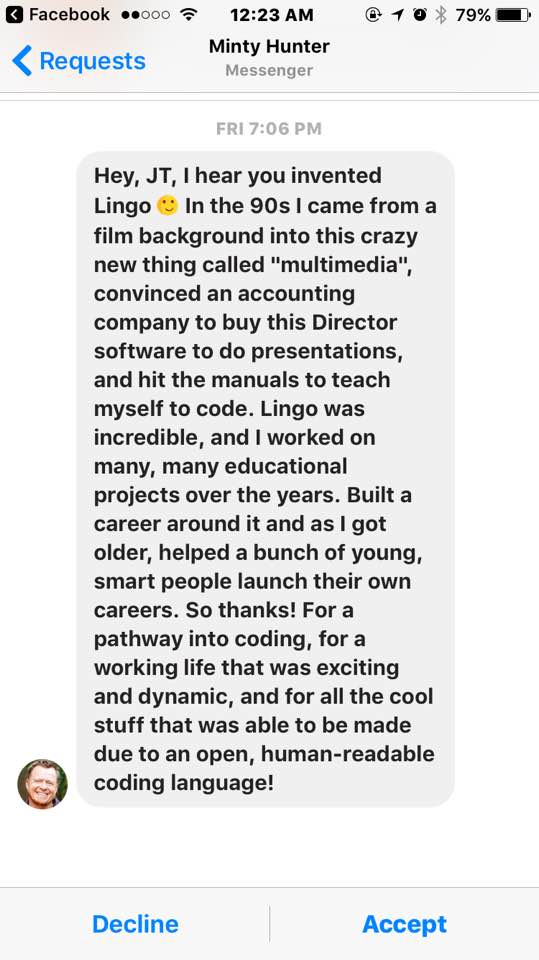 Facebook 12:23 AM 79%
Requests
Minty Hunter
Messenger
FRI 7:06 PM
Hey, JT, I hear you invented
Lingo 🙂 In the 90s I came from a
film background into this crazy
new thing called "multimedia",
convinced an accounting
company to buy this Director
software to do presentations,
and hit the manuals to teach
myself to code. Lingo was
incredible, and I worked on
many, many educational
projects over the years. Built a
career around it and as I got
older, helped a bunch of young,
smart people launch their own
careers. So thanks! For a
pathway into coding, for a
working life that was exciting
and dynamic, and for all the cool
stuff that was able to be made
due to an open, human-readable
coding language!
Decline Accept